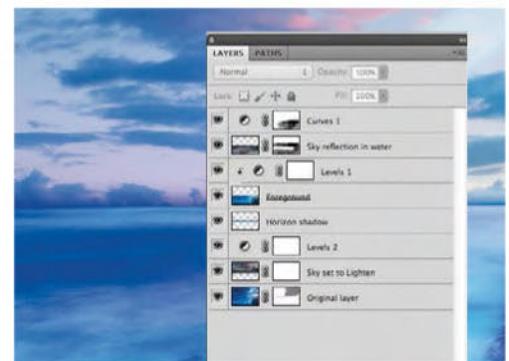 LAYERS PATHS
Normal Opacity: 100%
Lock: Fill: 100%
Curves 1
Sky reflection in water
Levels 1
Foreground
Horizon shadow
Levels 2
Sky set to Lighten
Original layer